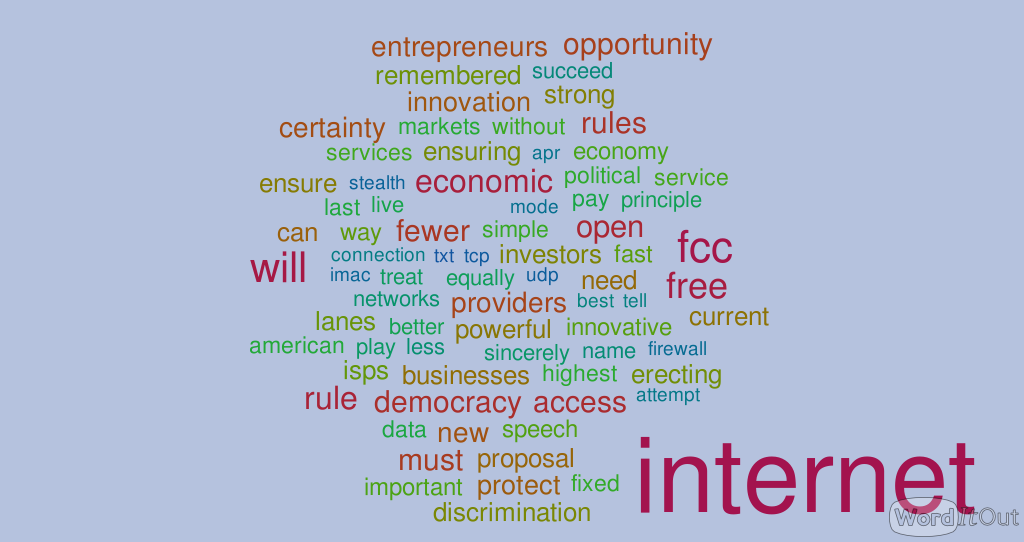 entrepreneurs opportunity
remembered succeed
innovation strong
certainty markets without rules
services ensuring apr economy
ensure stealth economic political service
last live mode pay principle
can way fewer simple open
will connection txt tcp investors fast fcc
imac treat equally udp need free
networks providers best tell
lanes better powerful innovative current
american play less sincerely name firewall
isps businesses highest erecting
rule democracy access attempt
data new speech
must proposal internet
important protect fixed
discrimination
WordItOut